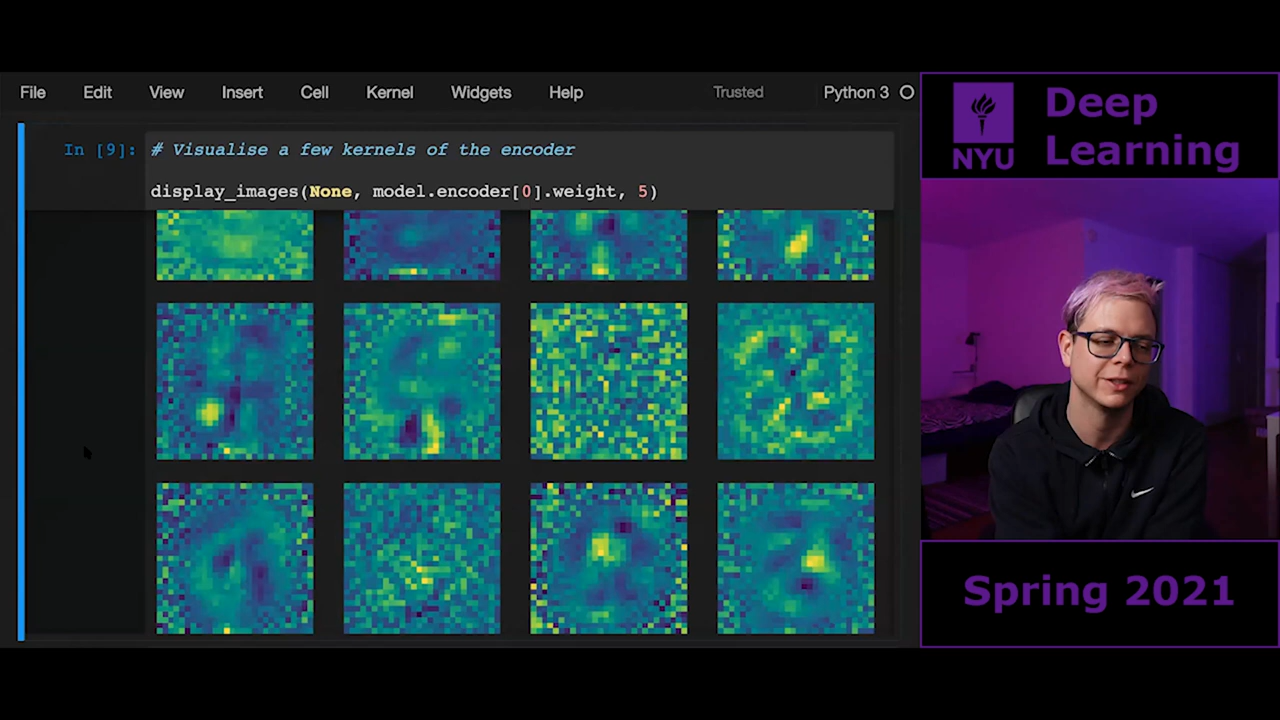 File Edit View Insert Cell Kernel Widgets Help Trusted Python 3
In [9]: # Visualise a few kernels of the encoder
display_images(None, model.encoder[0].weight, 5)
NYU
Deep
Learning
Spring 2021